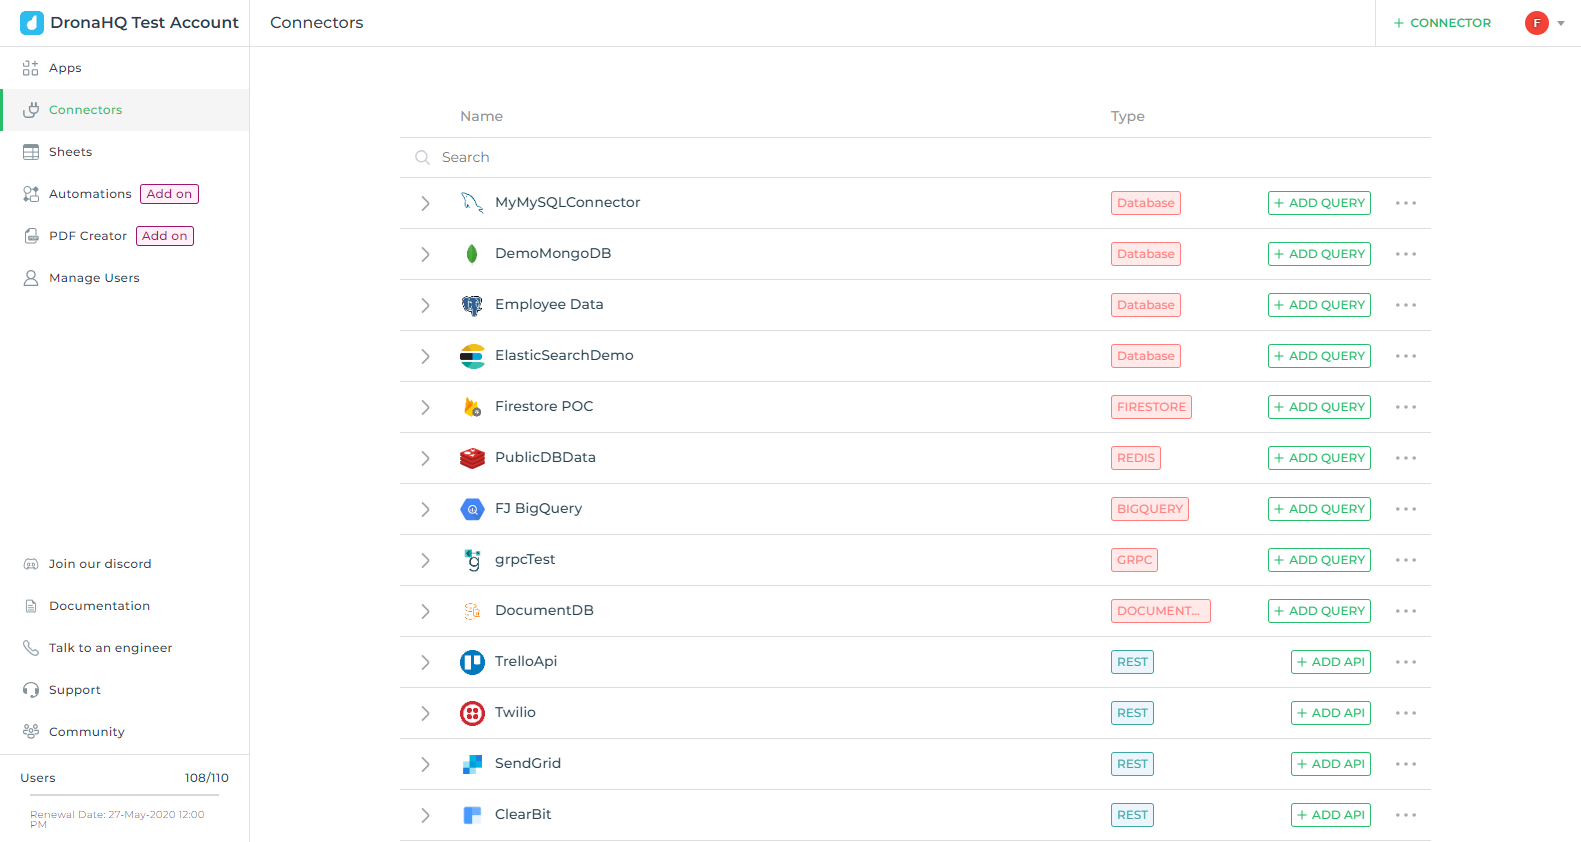 DronaHQ Test Account
Connectors
+ CONNECTOR
F
Apps
Connectors
Sheets
Automations Add on
PDF Creator Add on
Manage Users
Join our discord
Documentation
Talk to an engineer
Support
Community
Users 108/110
Renewal Date: 27-May-2020 12:00
PM
Name Type
Search
MyMySQLConnector Database + ADD QUERY
DemoMongoDB Database + ADD QUERY
Employee Data Database + ADD QUERY
ElasticSearchDemo Database + ADD QUERY
Firestore POC FIRESTORE + ADD QUERY
PublicDBData REDIS + ADD QUERY
FJ BigQuery BIGQUERY + ADD QUERY
grpcTest GRPC + ADD QUERY
DocumentDB DOCUMENT... + ADD QUERY
TrelloApi REST + ADD API
Twilio REST + ADD API
SendGrid REST + ADD API
ClearBit REST + ADD API